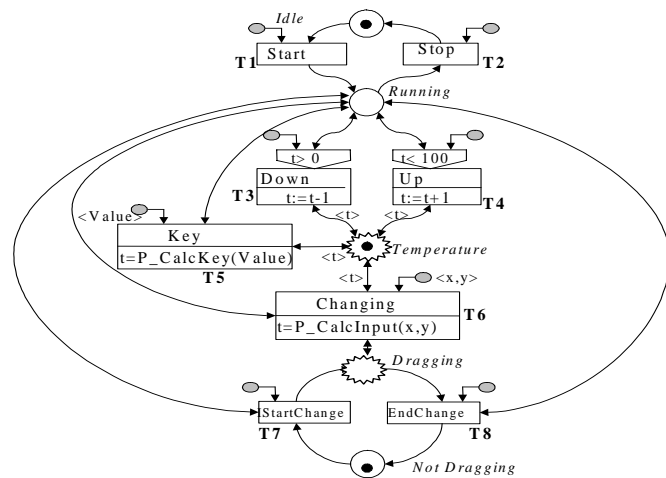 Idle
Start
Stop
T1
T2
Running
t> 0
t< 100
Down
Up
T3
t:=t-1
t:=t+1
T4
<Value>
<t>
<t>
Key
Temperature
t=P_CalcKey(Value)
<t>
T5
<t>
<x,y>
Changing
T6
t=P_CalcInput(x,y)
Dragging
StartChange
EndChange
T7
T8
Not Dragging